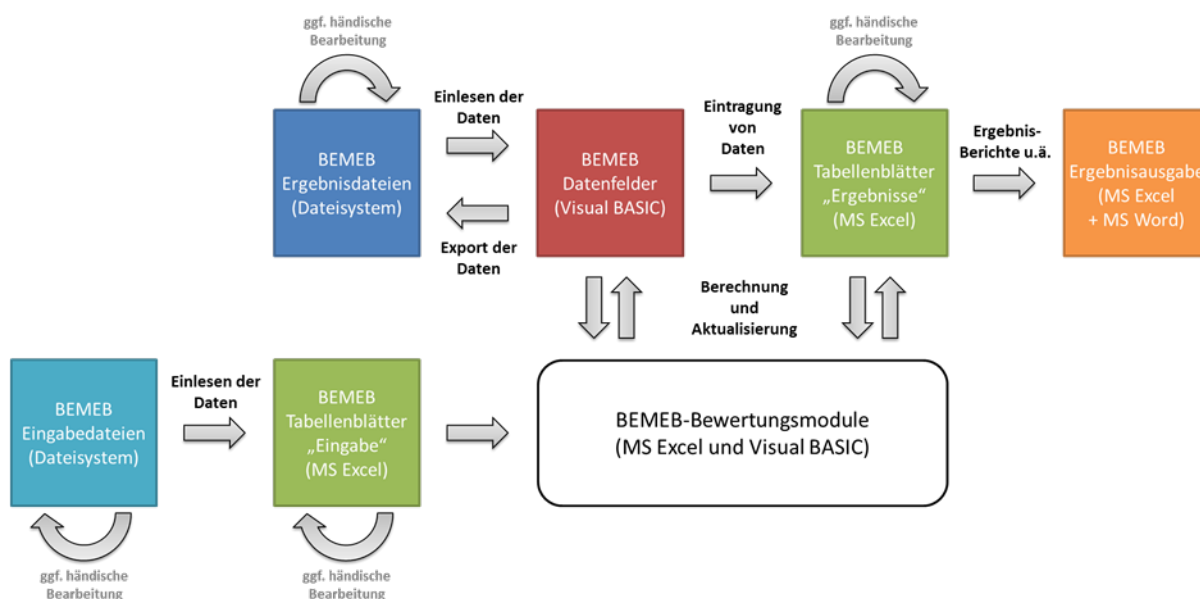 ggf. händische
Bearbeitung
ggf. händische
Bearbeitung
Einlesen der
Daten
Eintragung
von
Daten
Ergebnis-
Berichte u.ä.
BEMEB
Ergebnisdateien
(Dateisystem)
BEMEB
Datenfelder
(Visual BASIC)
BEMEB
Tabellenblätter
„Ergebnisse“
(MS Excel)
BEMEB
Ergebnisausgabe
(MS Excel
+ MS Word)
Export der
Daten
Berechnung
und
Aktualisierung
BEMEB
Eingabedateien
(Dateisystem)
Einlesen der
Daten
BEMEB
Tabellenblätter
„Eingabe“
(MS Excel)
BEMEB-Bewertungsmodule
(MS Excel und Visual BASIC)
ggf. händische
Bearbeitung
ggf. händische
Bearbeitung